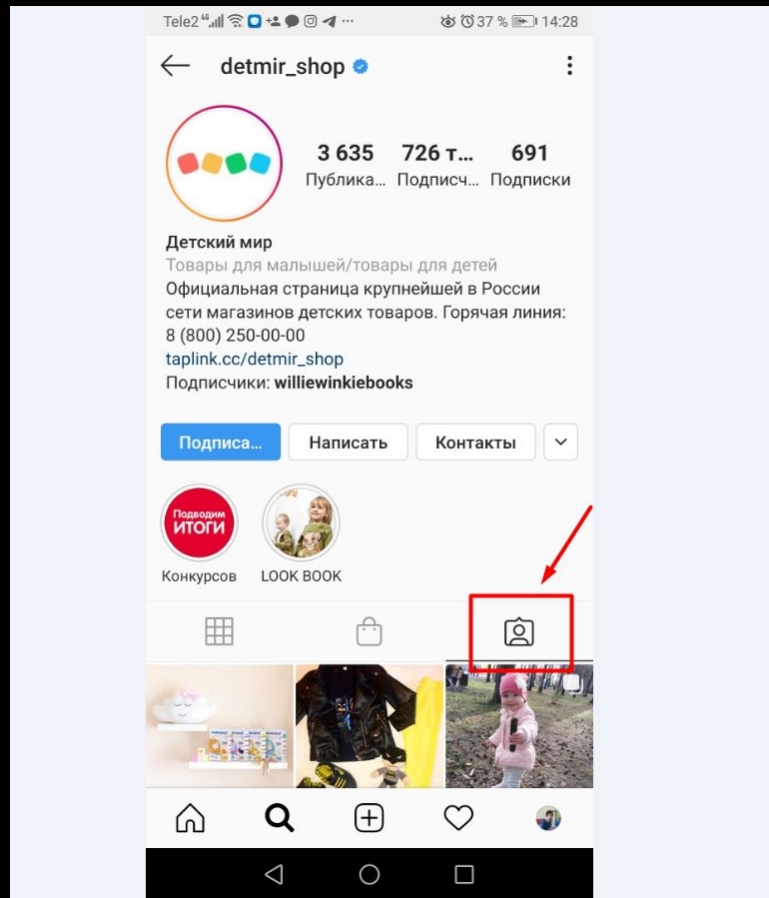 Tele2 46 37 % 14:28
detmir_shop
3 635 726 т... 691
Публика... Подписч... Подписки
Детский мир
Товары для малышей/товары для детей
Официальная страница крупнейшей в России
сети магазинов детских товаров. Горячая линия:
8 (800) 250-00-00
taplink.cc/detmir_shop
Подписчики: williewinkiebooks
Подписа... Написать Контакты
Подводим
ИТОГИ
Конкурсов LOOK BOOK